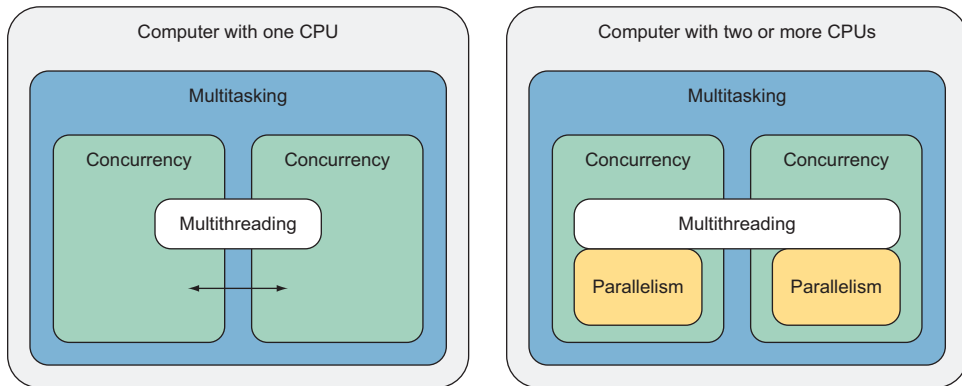 Computer with one CPU
Multitasking
Concurrency
Concurrency
Multithreading
Computer with two or more CPUs
Multitasking
Concurrency
Concurrency
Multithreading
Parallelism
Parallelism